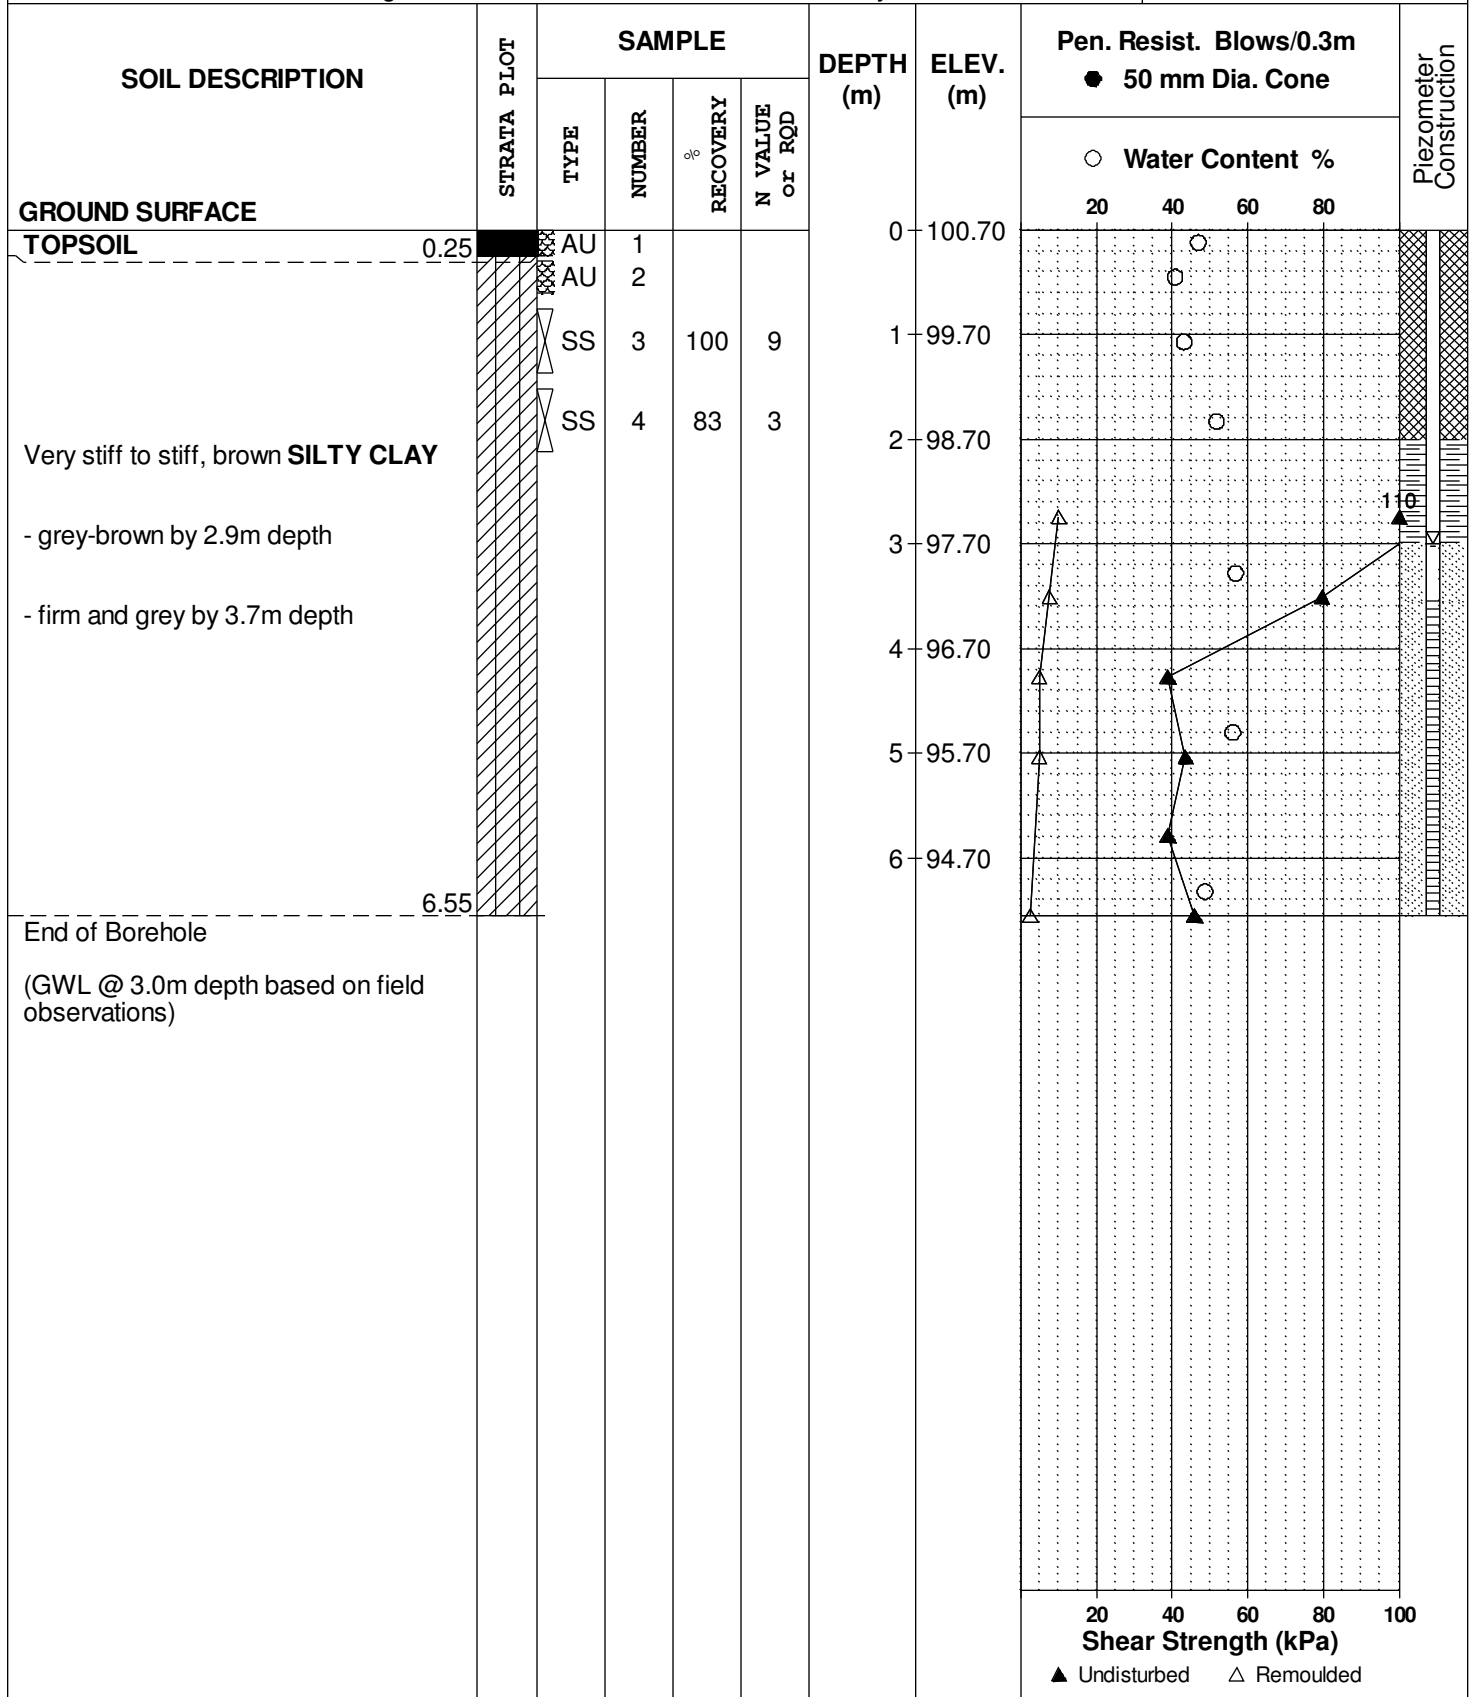 SOIL DESCRIPTION
GROUND SURFACE
STRATA PLOT
SAMPLE
TYPE
NUMBER
% RECOVERY
N VALUE or RQD
DEPTH (m)
ELEV. (m)
Pen. Resist. Blows/0.3m
● 50 mm Dia. Cone
○ Water Content %
20 40 60 80
Piezometer Construction
TOPSOIL 0.25
AU 1
AU 2
SS 3 100 9
SS 4 83 3
0 100.70
1 99.70
2 98.70
3 97.70
4 96.70
5 95.70
6 94.70
110
Very stiff to stiff, brown SILTY CLAY
- grey-brown by 2.9m depth
- firm and grey by 3.7m depth
6.55
End of Borehole
(GWL @ 3.0m depth based on field
observations)
20 40 60 80 100
Shear Strength (kPa)
▲ Undisturbed △ Remoulded